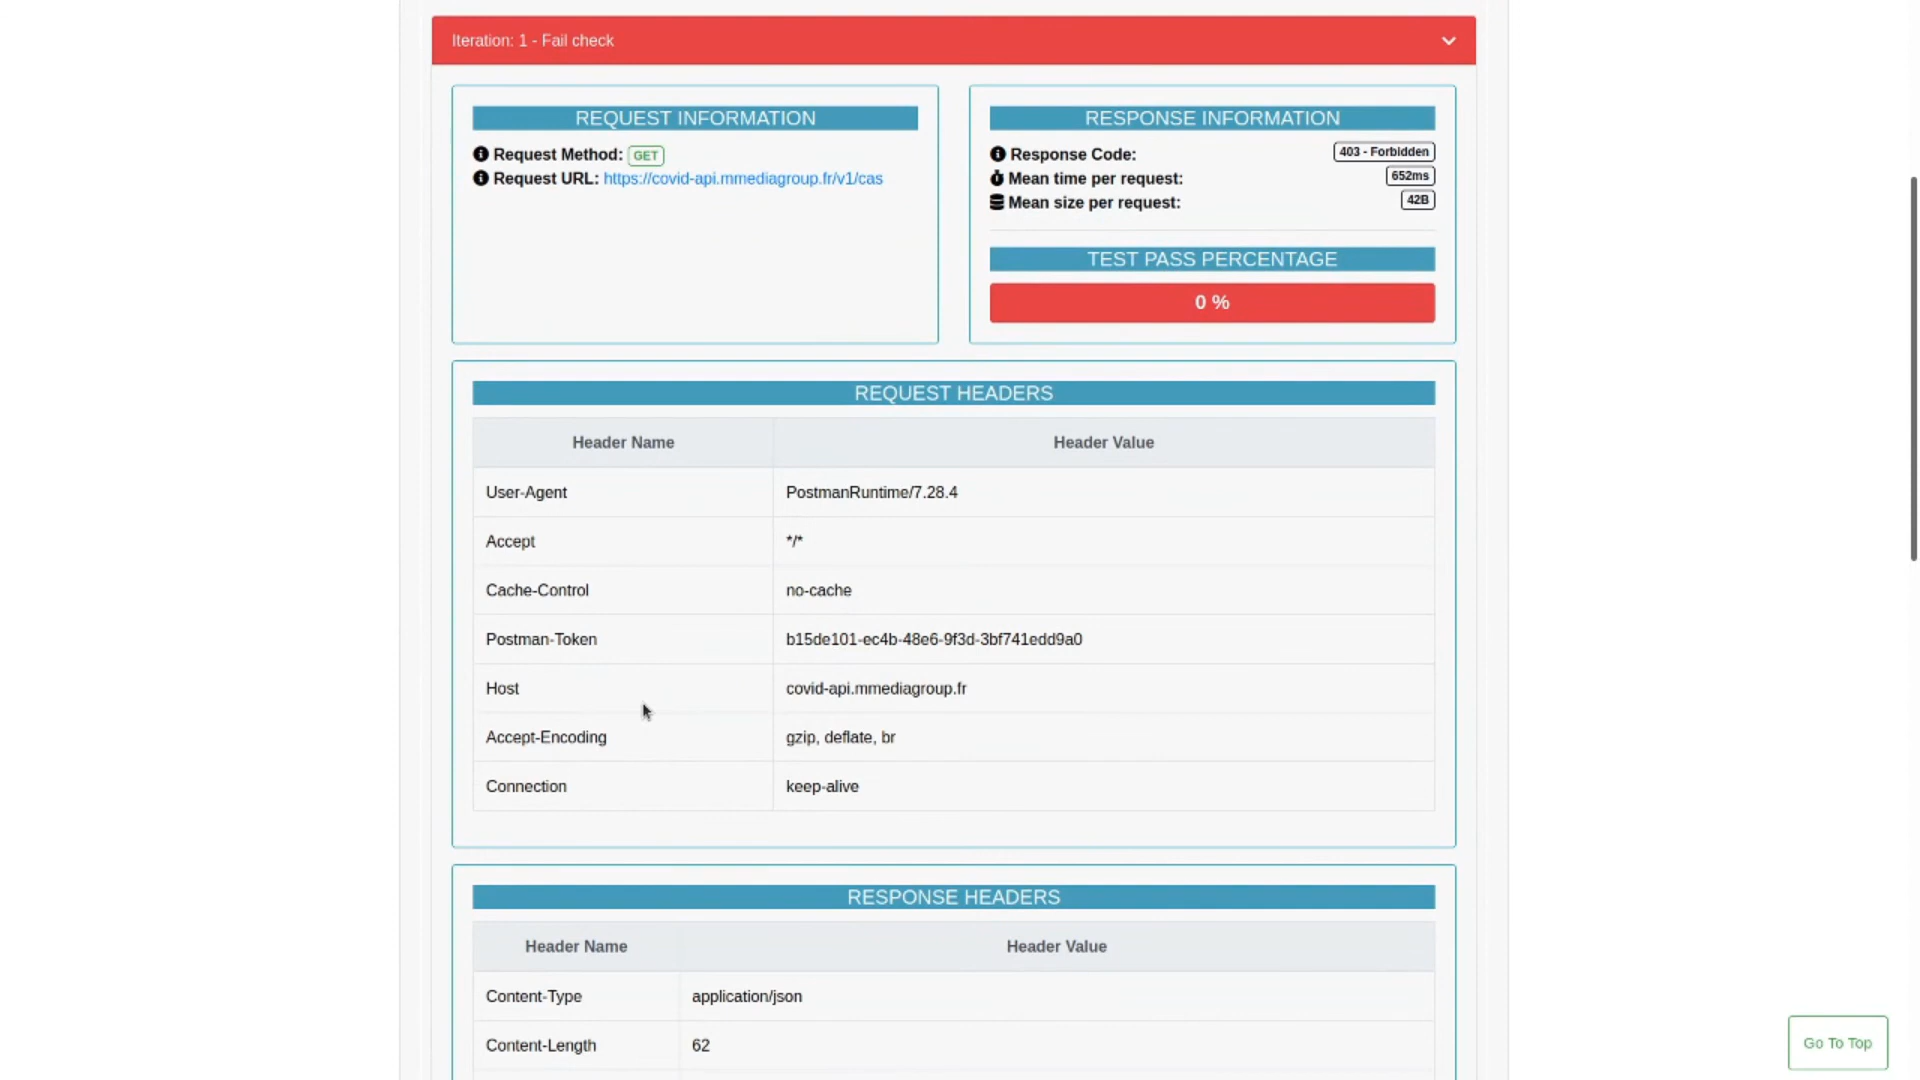 Iteration: 1 - Fail check
REQUEST INFORMATION
Request Method: GET
Request URL: https://covid-api.mmediagroup.fr/v1/cas
RESPONSE INFORMATION
Response Code: 403 - Forbidden
Mean time per request: 652ms
Mean size per request: 42B
TEST PASS PERCENTAGE
0 %
REQUEST HEADERS
Header Name Header Value
User-Agent PostmanRuntime/7.28.4
Accept */*
Cache-Control no-cache
Postman-Token b15de101-ec4b-48e6-9f3d-3bf741edd9a0
Host covid-api.mmediagroup.fr
Accept-Encoding gzip, deflate, br
Connection keep-alive
RESPONSE HEADERS
Header Name Header Value
Content-Type application/json
Content-Length 62
Go To Top